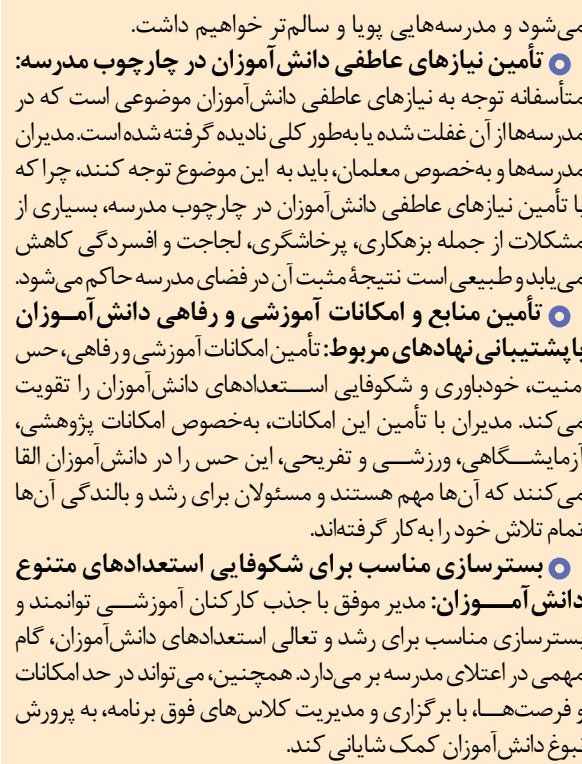 می‌شود و مدرسه‌هایی پویا و سالم‌تر خواهیم داشت.
تأمین نیازهای عاطفی دانش‌آموزان در چارچوب مدرسه:
متأسفانه توجه به نیازهای عاطفی دانش‌آموزان موضوعی است که در
مدرسه‌ها از آن غفلت شده یا به‌طور کلی نادیده گرفته شده است. مدیران
مدرسه‌ها و به‌خصوص معلمان، باید به این موضوع توجه کنند، چرا که
با تأمین نیازهای عاطفی دانش‌آموزان در چارچوب مدرسه، بسیاری از
مشکلات از جمله بزهکاری، پرخاشگری، لجاجت و افسردگی کاهش
می‌یابد و طبیعی است نتیجهٔ مثبت آن در فضای مدرسه حاکم می‌شود.
تأمین منابع و امکانات آموزشی و رفاهی دانش‌آمـوزان
با پشتیبانی نهادهای مربوط: تأمین امکانات آموزشی و رفاهی، حس
امنیت، خودباوری و شکوفایی اسـتعدادهای دانش‌آموزان را تقویت
می‌کند. مدیران با تأمین این امکانات، به‌خصوص امکانات پژوهشی،
آزمایشـگاهی، ورزشـی و تفریحی، این حس را در دانش‌آموزان القا
می‌کنند که آن‌ها مهم هستند و مسئولان برای رشد و بالندگی آن‌ها
تمام تلاش خود را به‌کار گرفته‌اند.
بسترسازی مناسب برای شکوفایی استعدادهای متنوع
دانش‌آمـوزان: مدیر موفق با جذب کارکنان آموزشـی توانمند و
بسترسازی مناسب برای رشد و تعالی استعدادهای دانش‌آموزان، گام
مهمی در اعتلای مدرسه بر می‌دارد. همچنین، می‌تواند در حد امکانات
و فرصت‌هـا، با برگزاری و مدیریت کلاس‌های فوق برنامه، به پرورش
نبوغ دانش‌آموزان کمک شایانی کند.